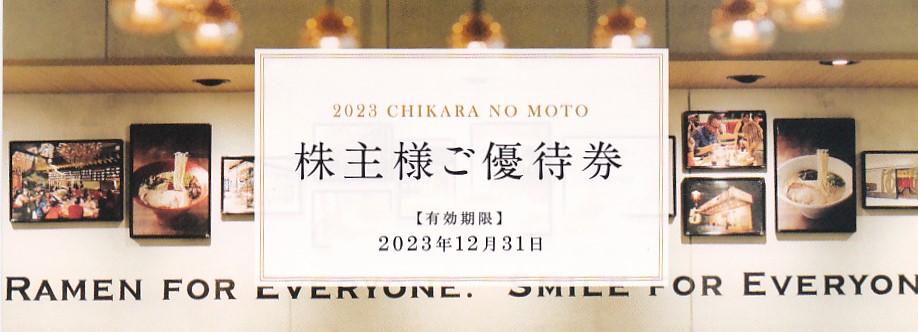 2023 CHIKARA NO MOTO
株主様ご優待券
【有効期限】
2023年12月31日
RAMEN FOR EVERYONE. SMILE FOR EVERYON